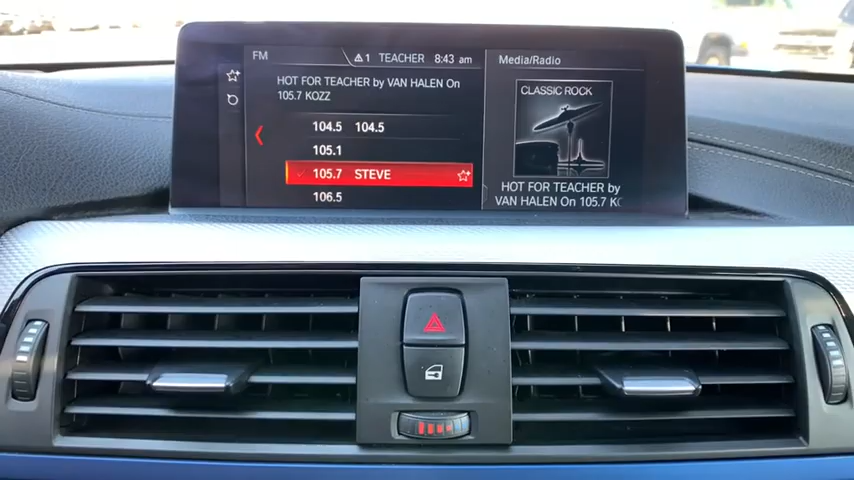 FM
1 TEACHER 8:43 am
HOT FOR TEACHER by VAN HALEN On
105.7 KOZZ
104.5 104.5
105.1
105.7 STEVE
106.5
Media/Radio
CLASSIC ROCK
HOT FOR TEACHER by
VAN HALEN On 105.7 K